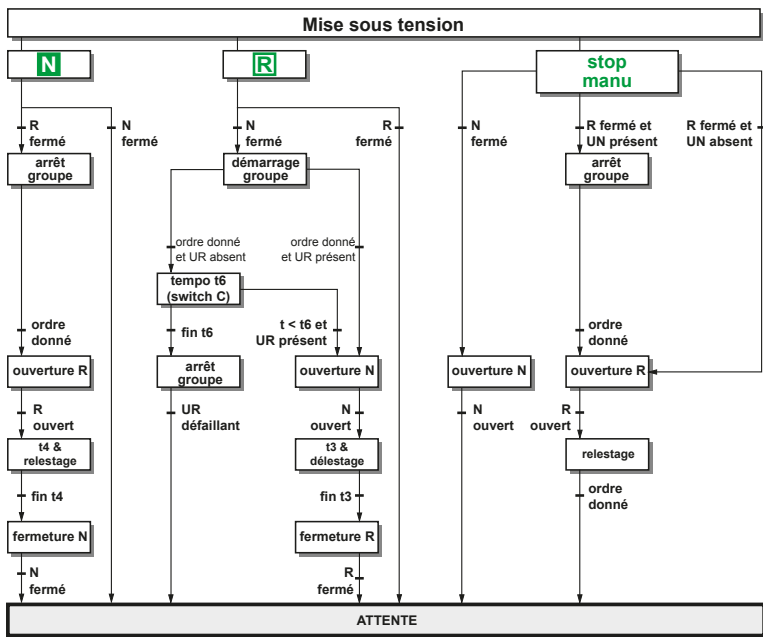 Mise sous tension
N
R
stop
manu
R
fermé
N
fermé
N
fermé
R
fermé
N
fermé
R fermé et
UN présent
R fermé et
UN absent
arrêt
groupe
démarrage
groupe
arrêt
groupe
ordre donné
et UR absent
ordre donné
et UR présent
tempo t6
(switch C)
ordre
donné
fin t6
t < t6 et
UR présent
ordre
donné
ouverture R
arrêt
groupe
ouverture N
ouverture N
ouverture R
R
ouvert
UR
défaillant
N
ouvert
N
ouvert
R
ouvert
t4 &
relestage
t3 &
délestage
relestage
fin t4
fin t3
ordre
donné
fermeture N
fermeture R
N
fermé
R
fermé
ATTENTE